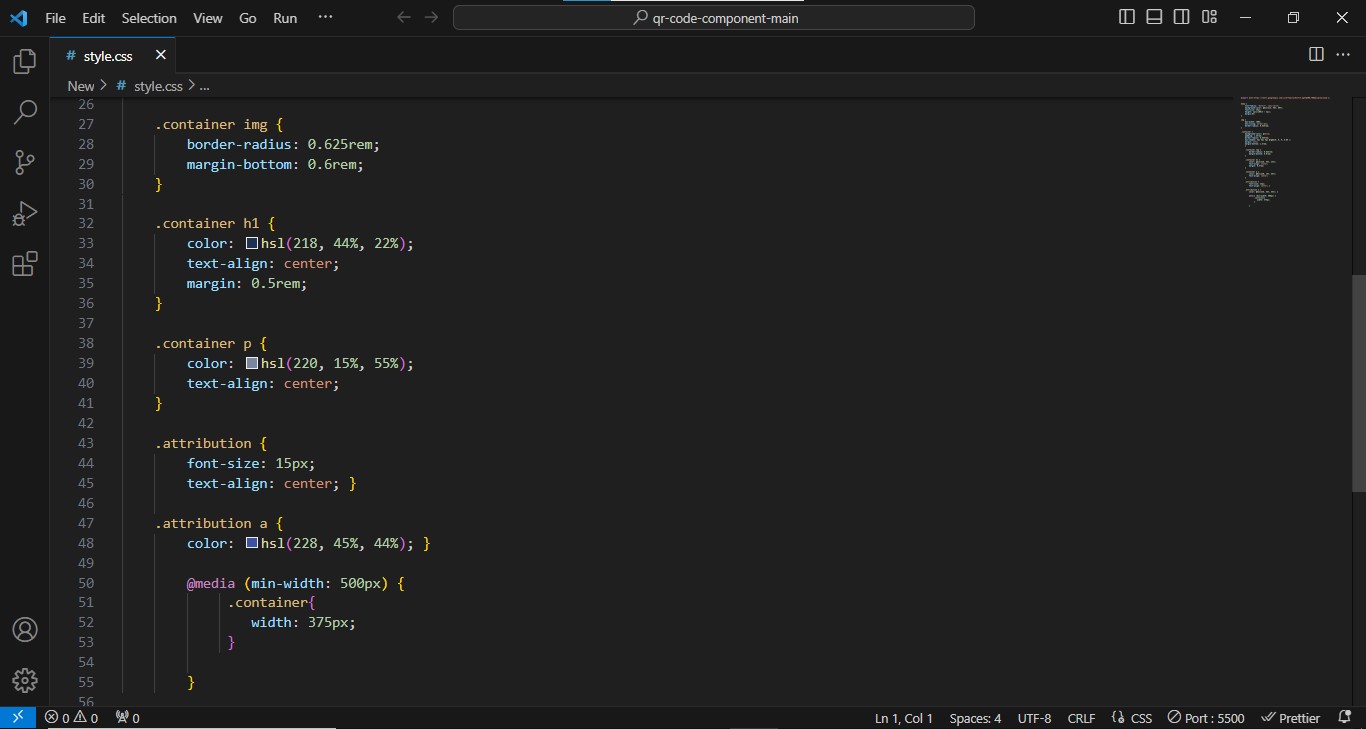 File Edit Selection View Go Run ···
qr-code-component-main
# style.css
New > # style.css > ...
26
27 .container img {
28 border-radius: 0.625rem;
29 margin-bottom: 0.6rem;
30 }
31
32 .container h1 {
33 color: hsl(218, 44%, 22%);
34 text-align: center;
35 margin: 0.5rem;
36 }
37
38 .container p {
39 color: hsl(220, 15%, 55%);
40 text-align: center;
41 }
42
43 .attribution {
44 font-size: 15px;
45 text-align: center; }
46
47 .attribution a {
48 color: hsl(228, 45%, 44%); }
49
50 @media (min-width: 500px) {
51 .container{
52 width: 375px;
53 }
54
55 }
56
0 0 0 Ln 1, Col 1 Spaces: 4 UTF-8 CRLF CSS Port : 5500 Prettier